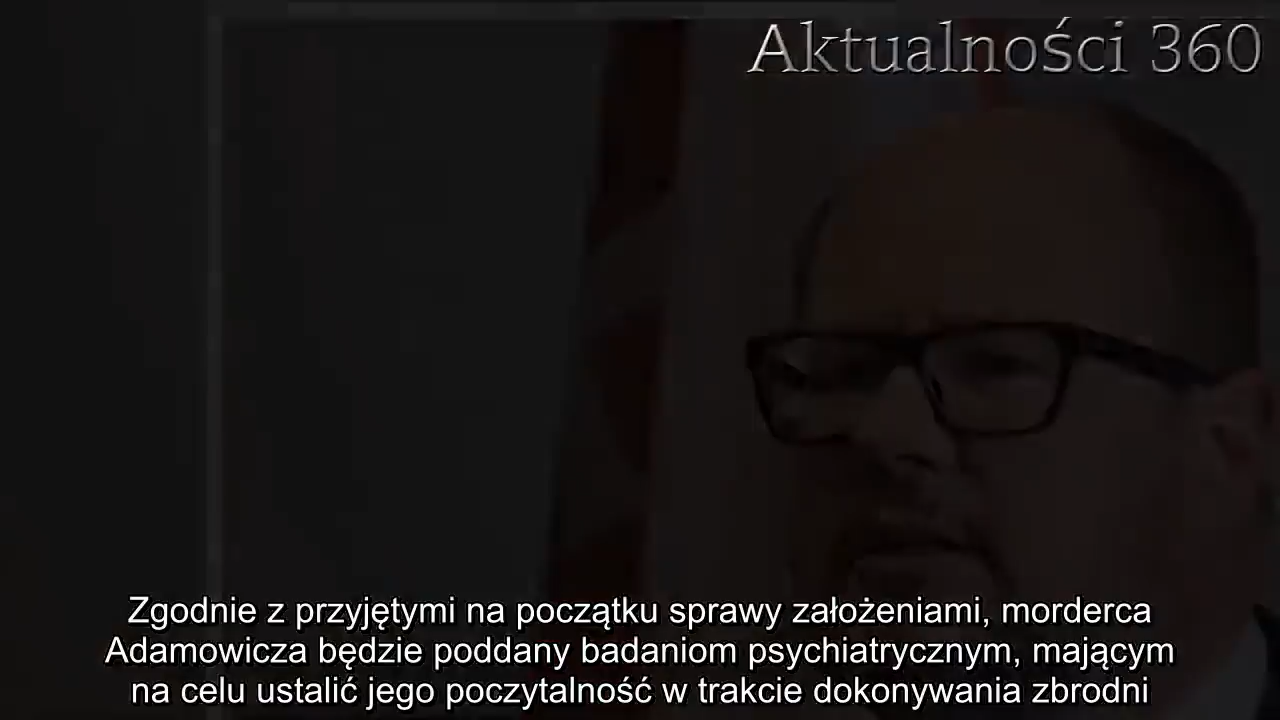 Aktualności 360
Zgodnie z przyjętymi na początku sprawy założeniami, morderca
Adamowicza będzie poddany badaniom psychiatrycznym, mającym
na celu ustalić jego poczytalność w trakcie dokonywania zbrodni